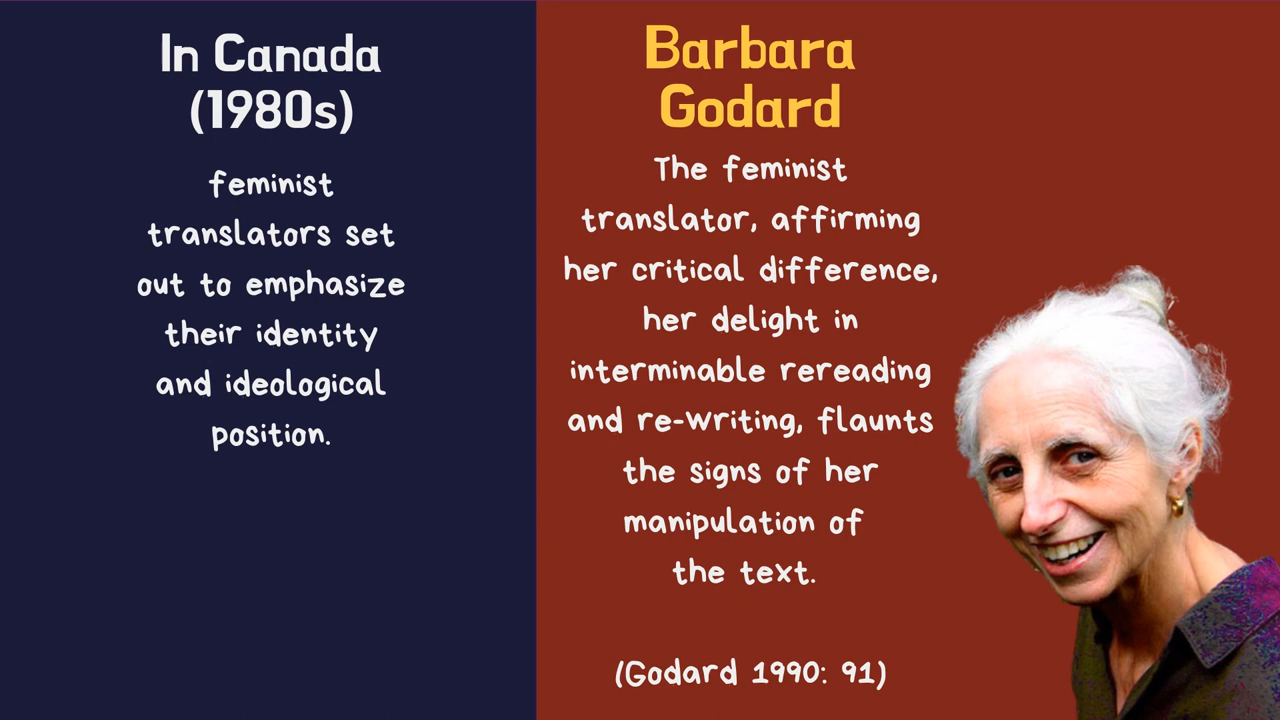 In Canada
(1980s)
feminist
translators set
out to emphasize
their identity
and ideological
position.
Barbara
Godard
The feminist
translator, affirming
her critical difference,
her delight in
interminable rereading
and re-writing, flaunts
the signs of her
manipulation of
the text.
(Godard 1990: 91)